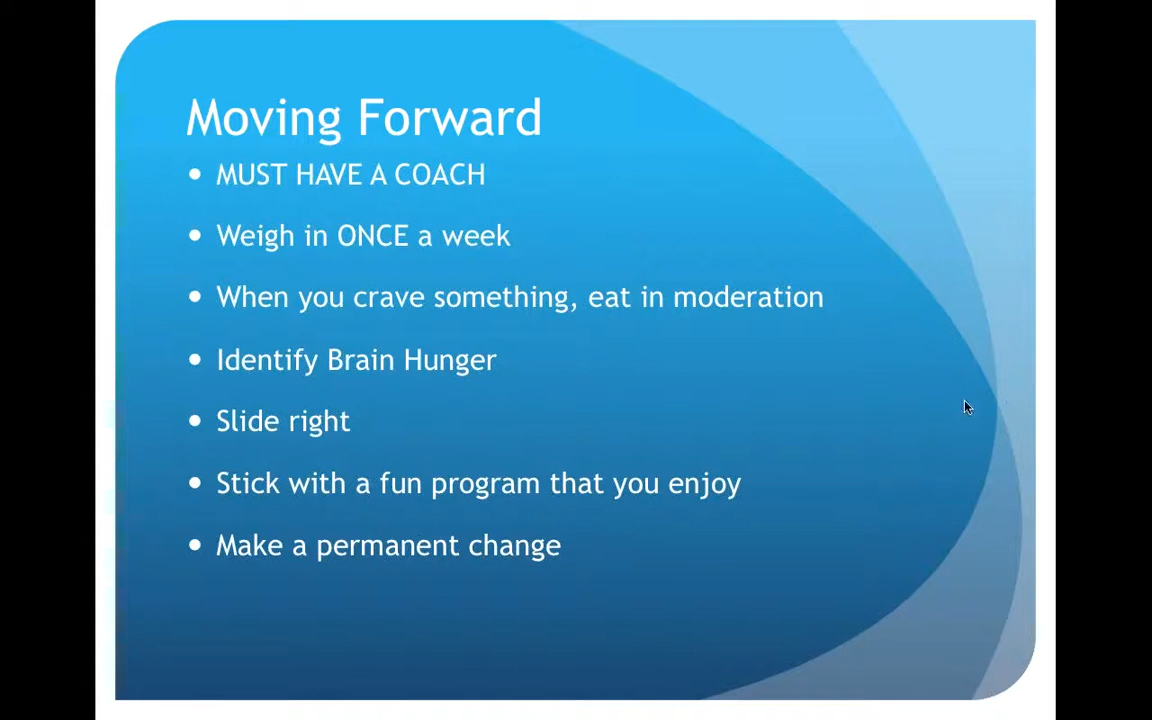 Moving Forward
• MUST HAVE A COACH
• Weigh in ONCE a week
• When you crave something, eat in moderation
• Identify Brain Hunger
• Slide right
• Stick with a fun program that you enjoy
• Make a permanent change